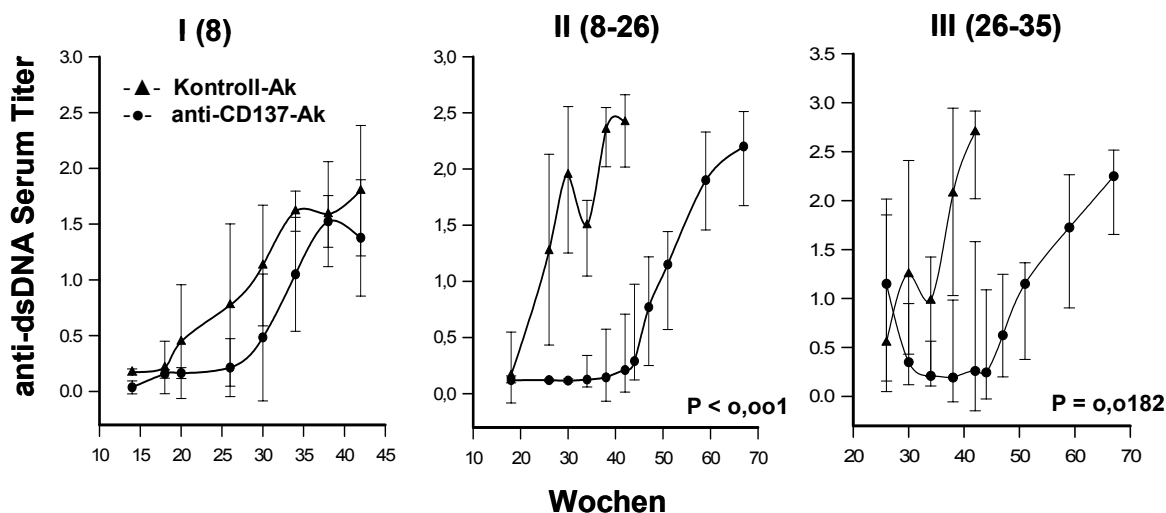 I (8)
II (8-26)
III (26-35)
anti-dsDNA Serum Titer
3.0
2.5
2.0
1.5
1.0
0.5
0.0
10 15 20 25 30 35 40 45
-▲- Kontroll-Ak
-●- anti-CD137-Ak
3,0
2,5
2,0
1,5
1,0
0,5
0,0
10 20 30 40 50 60 70
P < o,oo1
3.5
3.0
2.5
2.0
1.5
1.0
0.5
0.0
20 30 40 50 60 70
P = o,o182
Wochen